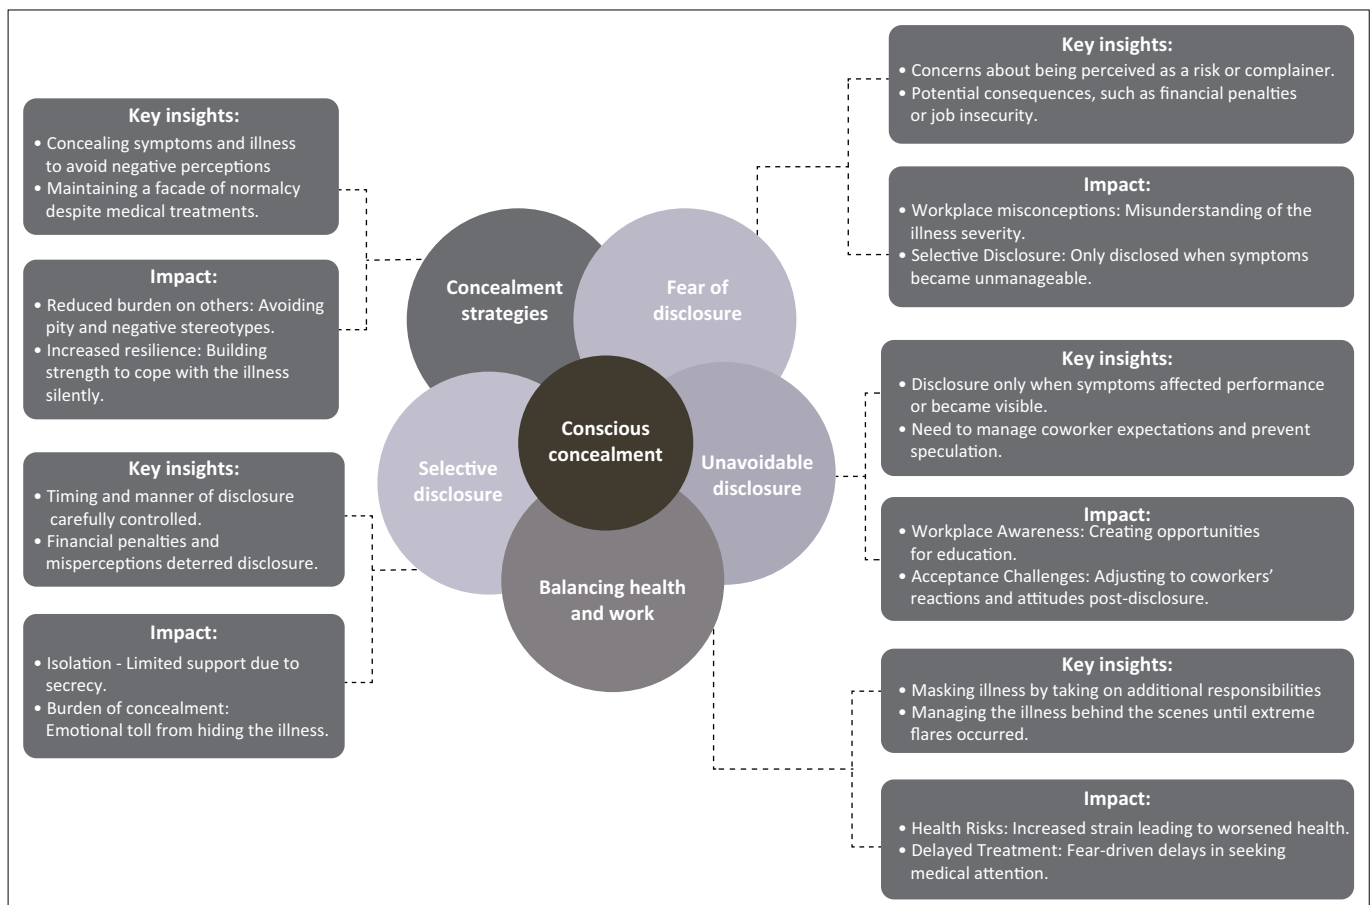 Key insights:
• Concealing symptoms and illness
to avoid negative perceptions
• Maintaining a facade of normalcy
despite medical treatments.
Impact:
• Reduced burden on others: Avoiding
pity and negative stereotypes.
• Increased resilience: Building
strength to cope with the illness
silently.
Key insights:
• Timing and manner of disclosure
carefully controlled.
• Financial penalties and
misperceptions deterred disclosure.
Impact:
• Isolation - Limited support due to
secrecy.
• Burden of concealment:
Emotional toll from hiding the illness.
Concealment
strategies
Fear of
disclosure
Conscious
concealment
Selective
disclosure
Unavoidable
disclosure
Balancing health
and work
Key insights:
• Concerns about being perceived as a risk or complainer.
• Potential consequences, such as financial penalties
or job insecurity.
Impact:
• Workplace misconceptions: Misunderstanding of the
illness severity.
• Selective Disclosure: Only disclosed when symptoms
became unmanageable.
Key insights:
• Disclosure only when symptoms affected performance
or became visible.
• Need to manage coworker expectations and prevent
speculation.
Impact:
• Workplace Awareness: Creating opportunities
for education.
• Acceptance Challenges: Adjusting to coworkers’
reactions and attitudes post-disclosure.
Key insights:
• Masking illness by taking on additional responsibilities
• Managing the illness behind the scenes until extreme
flares occurred.
Impact:
• Health Risks: Increased strain leading to worsened health.
• Delayed Treatment: Fear-driven delays in seeking
medical attention.